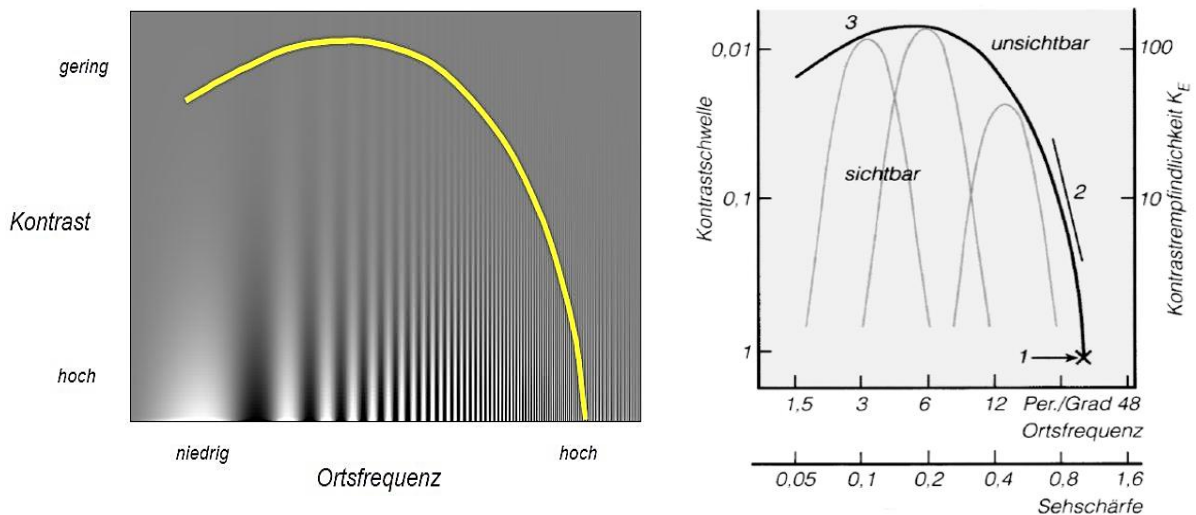 gering
Kontrast
hoch
niedrig
hoch
Ortsfrequenz
3
unsichtbar
0,01
100
Kontrastschwelle
Kontrastrempfindlichkeit K_E
sichtbar
2
0,1
10
1
1
1,5 3 6 12 Per./Grad 48
Ortsfrequenz
0,05 0,1 0,2 0,4 0,8 1,6
Sehschärfe